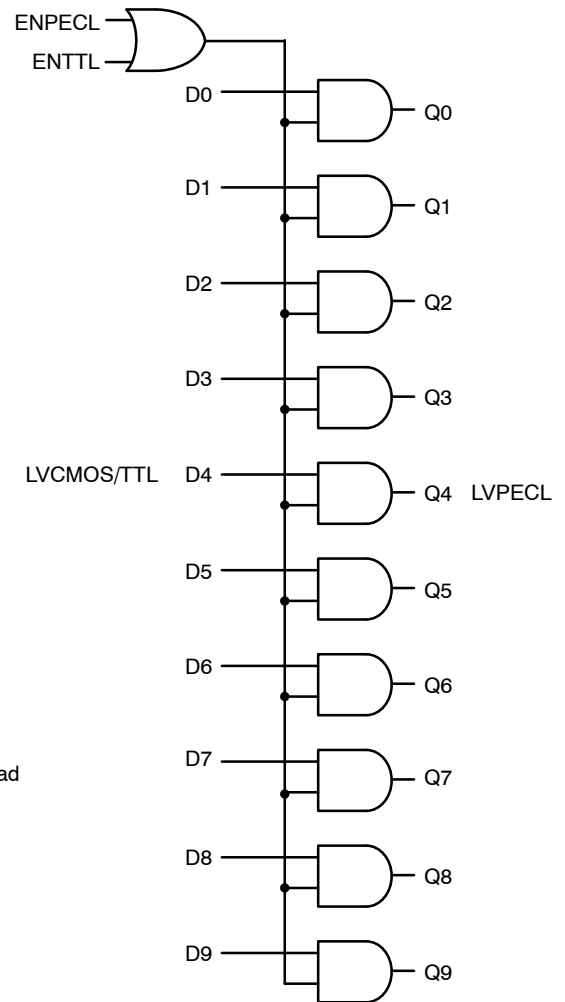 ENPECL
ENTTL
D0
Q0
D1
Q1
D2
Q2
D3
Q3
LVCMOS/TTL D4
Q4 LVPECL
D5
Q5
D6
Q6
D7
ad
Q7
D8
Q8
D9
Q9